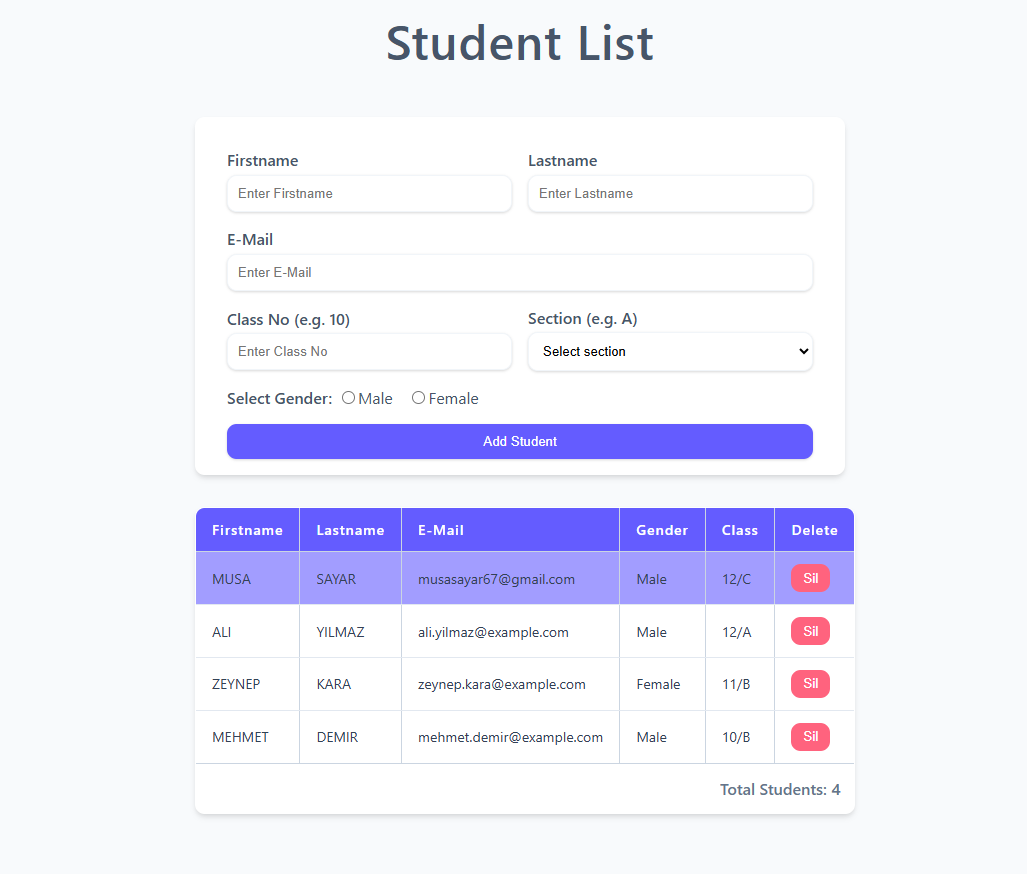 Student List
Firstname Lastname
Enter Firstname Enter Lastname
E-Mail
Enter E-Mail
Class No (e.g. 10) Section (e.g. A)
Enter Class No Select section
Select Gender: Male Female
Add Student
Firstname Lastname E-Mail Gender Class Delete
MUSA SAYAR musasayar67@gmail.com Male 12/C Sil
ALI YILMAZ ali.yilmaz@example.com Male 12/A Sil
ZEYNEP KARA zeynep.kara@example.com Female 11/B Sil
MEHMET DEMIR mehmet.demir@example.com Male 10/B Sil
Total Students: 4